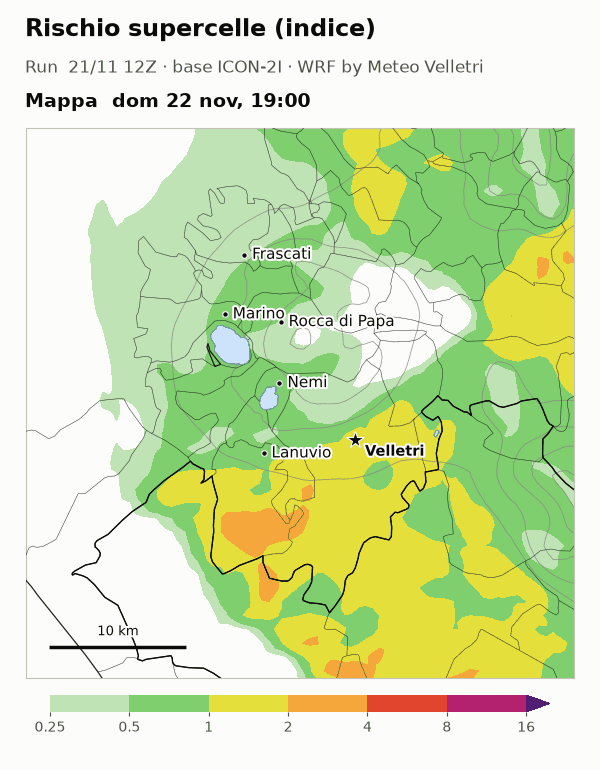 Rischio supercelle (indice)
Run  21/11 12Z · base ICON-2I · WRF by Meteo Velletri
Mappa  dom 22 nov, 19:00
Frascati
Marino
Rocca di Papa
Nemi
Velletri
Lanuvio
10 km
0.25 0.5 1 2 4 8 16